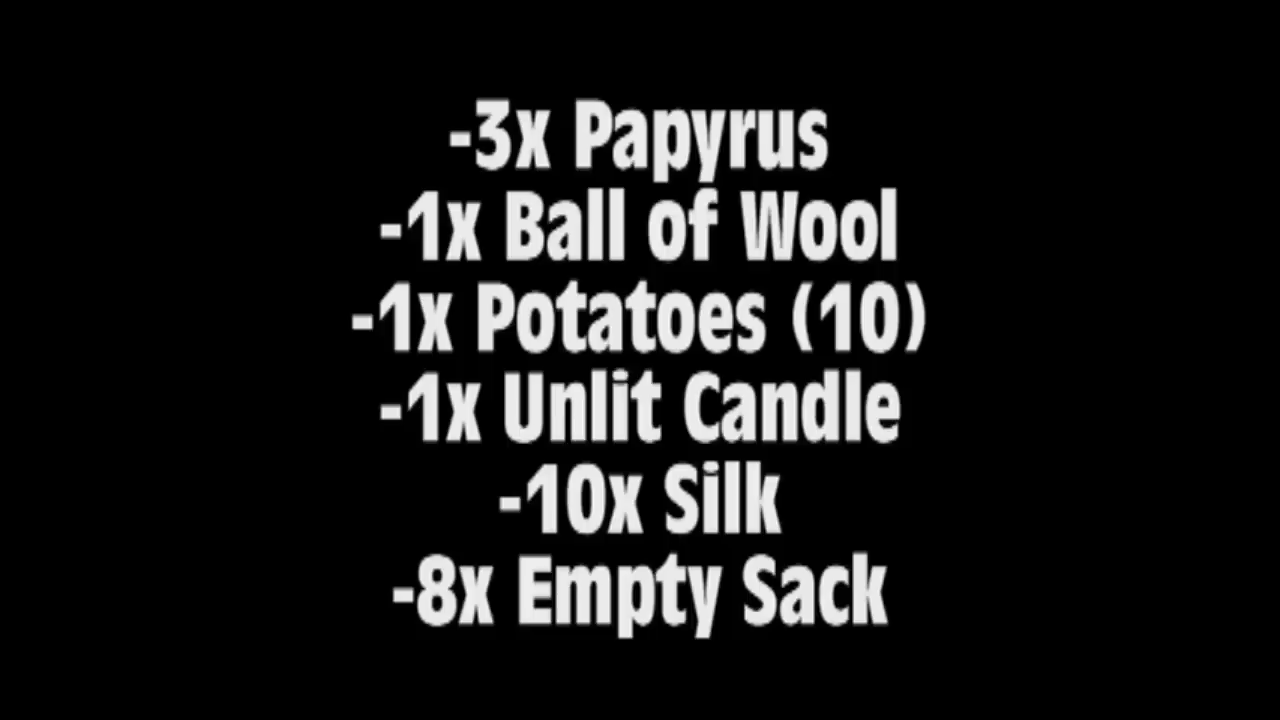 -3x Papyrus
-1x Ball of Wool
-1x Potatoes (10)
-1x Unlit Candle
-10x Silk
-8x Empty Sack